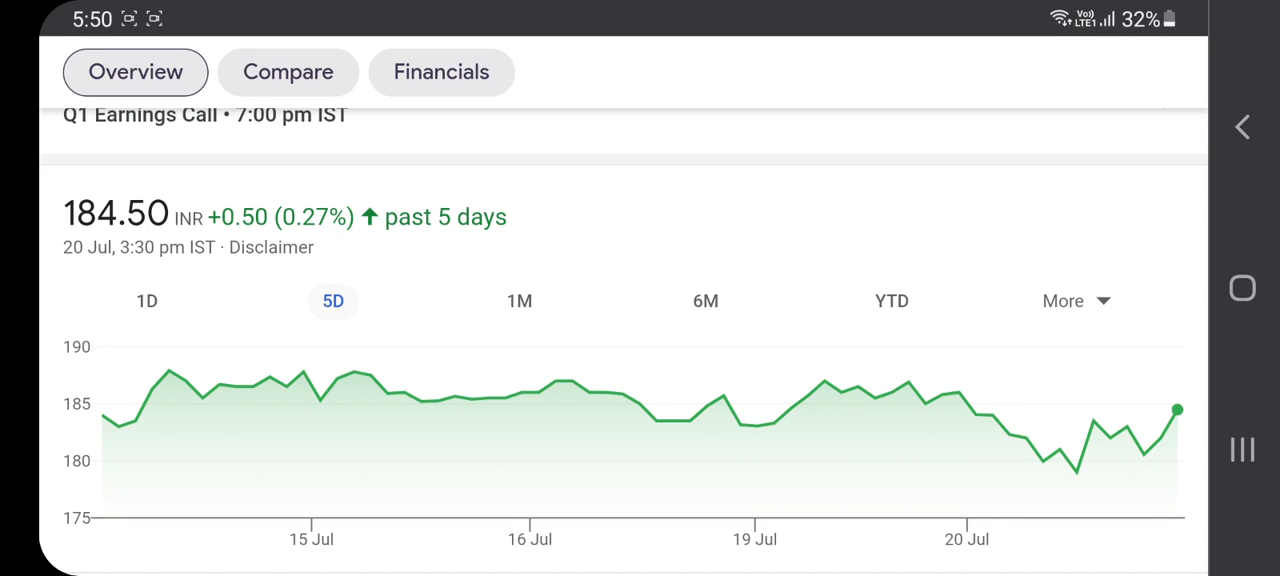 5:50 Vo)) LTE1 32%
Overview Compare Financials
Q1 Earnings Call • 7:00 pm IST
184.50 INR +0.50 (0.27%) ↑ past 5 days
20 Jul, 3:30 pm IST · Disclaimer
1D 5D 1M 6M YTD More
190
185
180
175
15 Jul 16 Jul 19 Jul 20 Jul